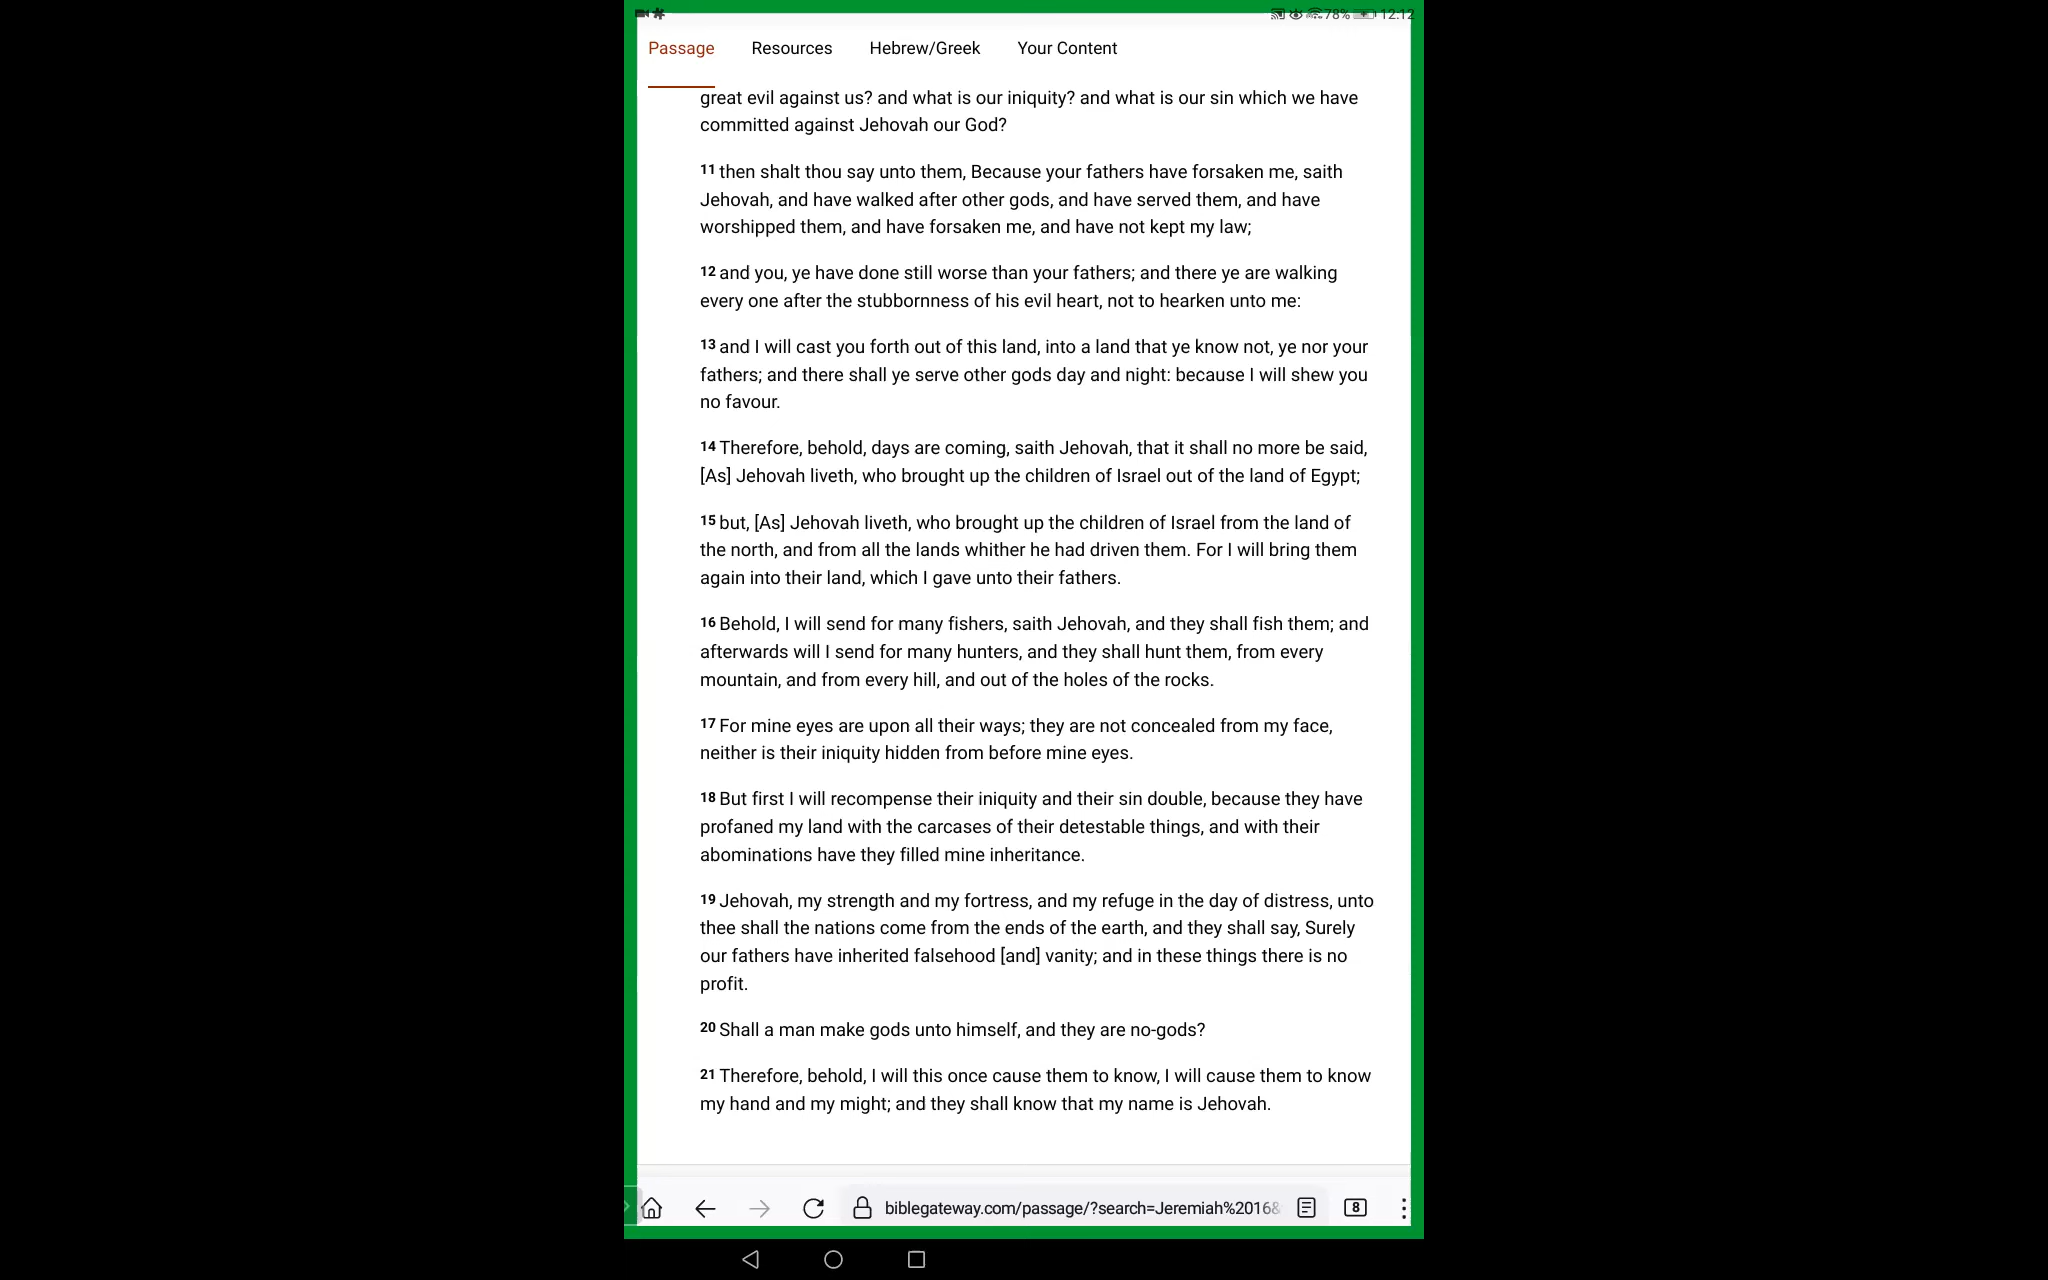 78% 12:12
Passage Resources Hebrew/Greek Your Content
great evil against us? and what is our iniquity? and what is our sin which we have
committed against Jehovah our God?
11 then shalt thou say unto them, Because your fathers have forsaken me, saith
Jehovah, and have walked after other gods, and have served them, and have
worshipped them, and have forsaken me, and have not kept my law;
12 and you, ye have done still worse than your fathers; and there ye are walking
every one after the stubbornness of his evil heart, not to hearken unto me:
13 and I will cast you forth out of this land, into a land that ye know not, ye nor your
fathers; and there shall ye serve other gods day and night: because I will shew you
no favour.
14 Therefore, behold, days are coming, saith Jehovah, that it shall no more be said,
[As] Jehovah liveth, who brought up the children of Israel out of the land of Egypt;
15 but, [As] Jehovah liveth, who brought up the children of Israel from the land of
the north, and from all the lands whither he had driven them. For I will bring them
again into their land, which I gave unto their fathers.
16 Behold, I will send for many fishers, saith Jehovah, and they shall fish them; and
afterwards will I send for many hunters, and they shall hunt them, from every
mountain, and from every hill, and out of the holes of the rocks.
17 For mine eyes are upon all their ways; they are not concealed from my face,
neither is their iniquity hidden from before mine eyes.
18 But first I will recompense their iniquity and their sin double, because they have
profaned my land with the carcases of their detestable things, and with their
abominations have they filled mine inheritance.
19 Jehovah, my strength and my fortress, and my refuge in the day of distress, unto
thee shall the nations come from the ends of the earth, and they shall say, Surely
our fathers have inherited falsehood [and] vanity; and in these things there is no
profit.
20 Shall a man make gods unto himself, and they are no-gods?
21 Therefore, behold, I will this once cause them to know, I will cause them to know
my hand and my might; and they shall know that my name is Jehovah.
biblegateway.com/passage/?search=Jeremiah%2016& 8